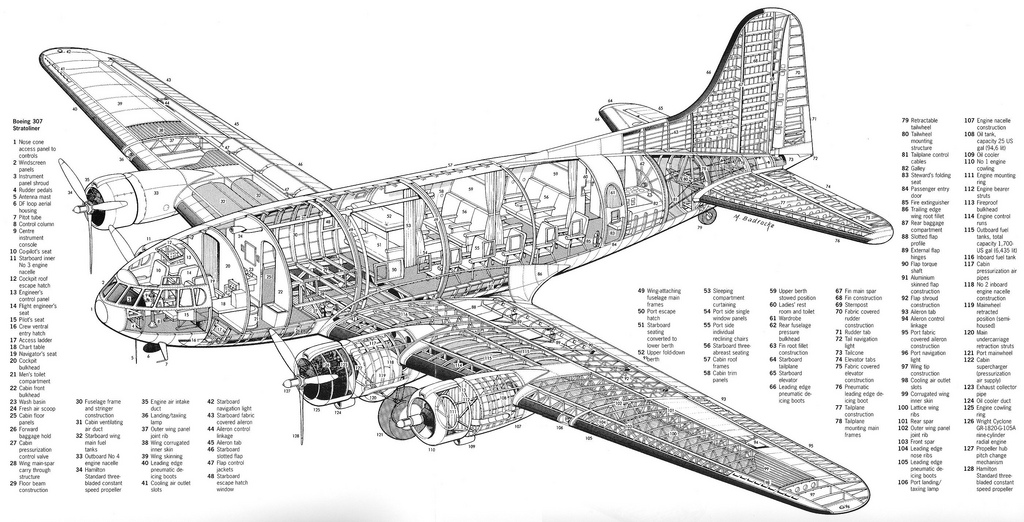 Boeing 307
Stratoliner
1 Nose cone
access panel to
controls
2 Windscreen
panels
3 Instrument
panel shroud
4 Rudder pedals
5 Antenna mast
6 DF loop aerial
housing
7 Pitot tube
8 Control column
9 Centre
instrument
console
10 Co-pilot's seat
11 Starboard inner
No 3 engine
nacelle
12 Cockpit roof
escape hatch
13 Engineer's
control panel
14 Flight engineer's
seat
15 Pilot's seat
16 Crew ventral
entry hatch
17 Access ladder
18 Chart table
19 Navigator's seat
20 Cockpit
bulkhead
21 Men's toilet
compartment
22 Cabin front
bulkhead
23 Wash basin
24 Fresh air scoop
25 Cabin floor
panels
26 Forward
baggage hold
27 Cabin
pressurization
control valve
28 Wing main-spar
carry through
structure
29 Floor beam
construction
30 Fuselage frame
and stringer
construction
31 Cabin ventilating
air duct
32 Starboard wing
main fuel
tanks
33 Outboard No 4
engine nacelle
34 Hamilton
Standard three-
bladed constant
speed propeller
35 Engine air intake
duct
36 Landing/taxiing
lamp
37 Outer wing panel
joint rib
38 Wing corrugated
inner skin
39 Wing skinning
40 Leading edge
pneumatic de-
icing boots
41 Cooling air outlet
slots
42 Starboard
navigation light
43 Starboard fabric
covered aileron
44 Aileron control
linkage
45 Aileron tab
46 Starboard
slotted flap
47 Flap control
jackets
48 Starboard
escape hatch
window
49 Wing-attaching
fuselage main
frames
50 Port escape
hatch
51 Starboard
seating
converted to
lower berth
52 Upper fold-down
berth
53 Sleeping
compartment
curtaining
54 Port side single
window panels
55 Port side
individual
reclining chairs
56 Starboard three-
abreast seating
57 Cabin roof
frames
58 Cabin trim
panels
59 Upper berth
stowed position
60 Ladies' rest
room and toilet
61 Wardrobe
62 Rear fuselage
pressure
bulkhead
63 Fin root fillet
construction
64 Starboard
tailplane
65 Starboard
elevator
66 Leading edge
pneumatic de-
icing boots
67 Fin main spar
68 Fin construction
69 Sternpost
70 Fabric covered
rudder
construction
71 Rudder tab
72 Tail navigation
light
73 Tailcone
74 Elevator tabs
75 Fabric covered
elevator
construction
76 Pneumatic
leading edge de-
icing boot
77 Tailplane
construction
78 Tailplane
mounting main
frames
79 Retractable
tailwheel
80 Tailwheel
mounting
structure
81 Tailplane control
cables
82 Galley
83 Steward's folding
seat
84 Passenger entry
door
85 Fire extinguisher
86 Trailing edge
wing root fillet
87 Rear baggage
compartment
88 Slotted flap
profile
89 External flap
hinges
90 Flap torque
shaft
91 Aluminium
skinned flap
construction
92 Flap shroud
construction
93 Aileron tab
94 Aileron control
linkage
95 Port fabric
covered aileron
construction
96 Port navigation
light
97 Wing tip
construction
98 Cooling air outlet
slots
99 Corrugated wing
inner skin
100 Lattice wing
ribs
101 Rear spar
102 Outer wing panel
joint rib
103 Front spar
104 Leading edge
nose ribs
105 Leading edge
pneumatic de-
icing boots
106 Port landing/
taxiing lamp
107 Engine nacelle
construction
108 Oil tank,
capacity 25 US
gal (94,6 lit)
109 Oil cooler
110 No 1 engine
cowling
111 Engine mounting
ring
112 Engine bearer
struts
113 Fireproof
bulkhead
114 Engine control
runs
115 Outboard fuel
tanks, total
capacity 1,700-
US gal (6,435 lit)
116 Inboard fuel tank
117 Cabin
pressurization air
pipes
118 No 2 inboard
engine nacelle
construction
119 Mainwheel
retracted
position (semi-
housed)
120 Main
undercarriage
retraction struts
121 Port mainwheel
122 Cabin
supercharger
(pressurization
air supply)
123 Exhaust collector
pipe
124 Oil cooler duct
125 Engine cowling
ring
126 Wright Cyclone
GR-1820-G-105A
nine-cylinder
radial engine
127 Propeller hub
pitch change
mechanism
128 Hamilton
Standard three-
bladed constant
speed propeller
M Badrocke